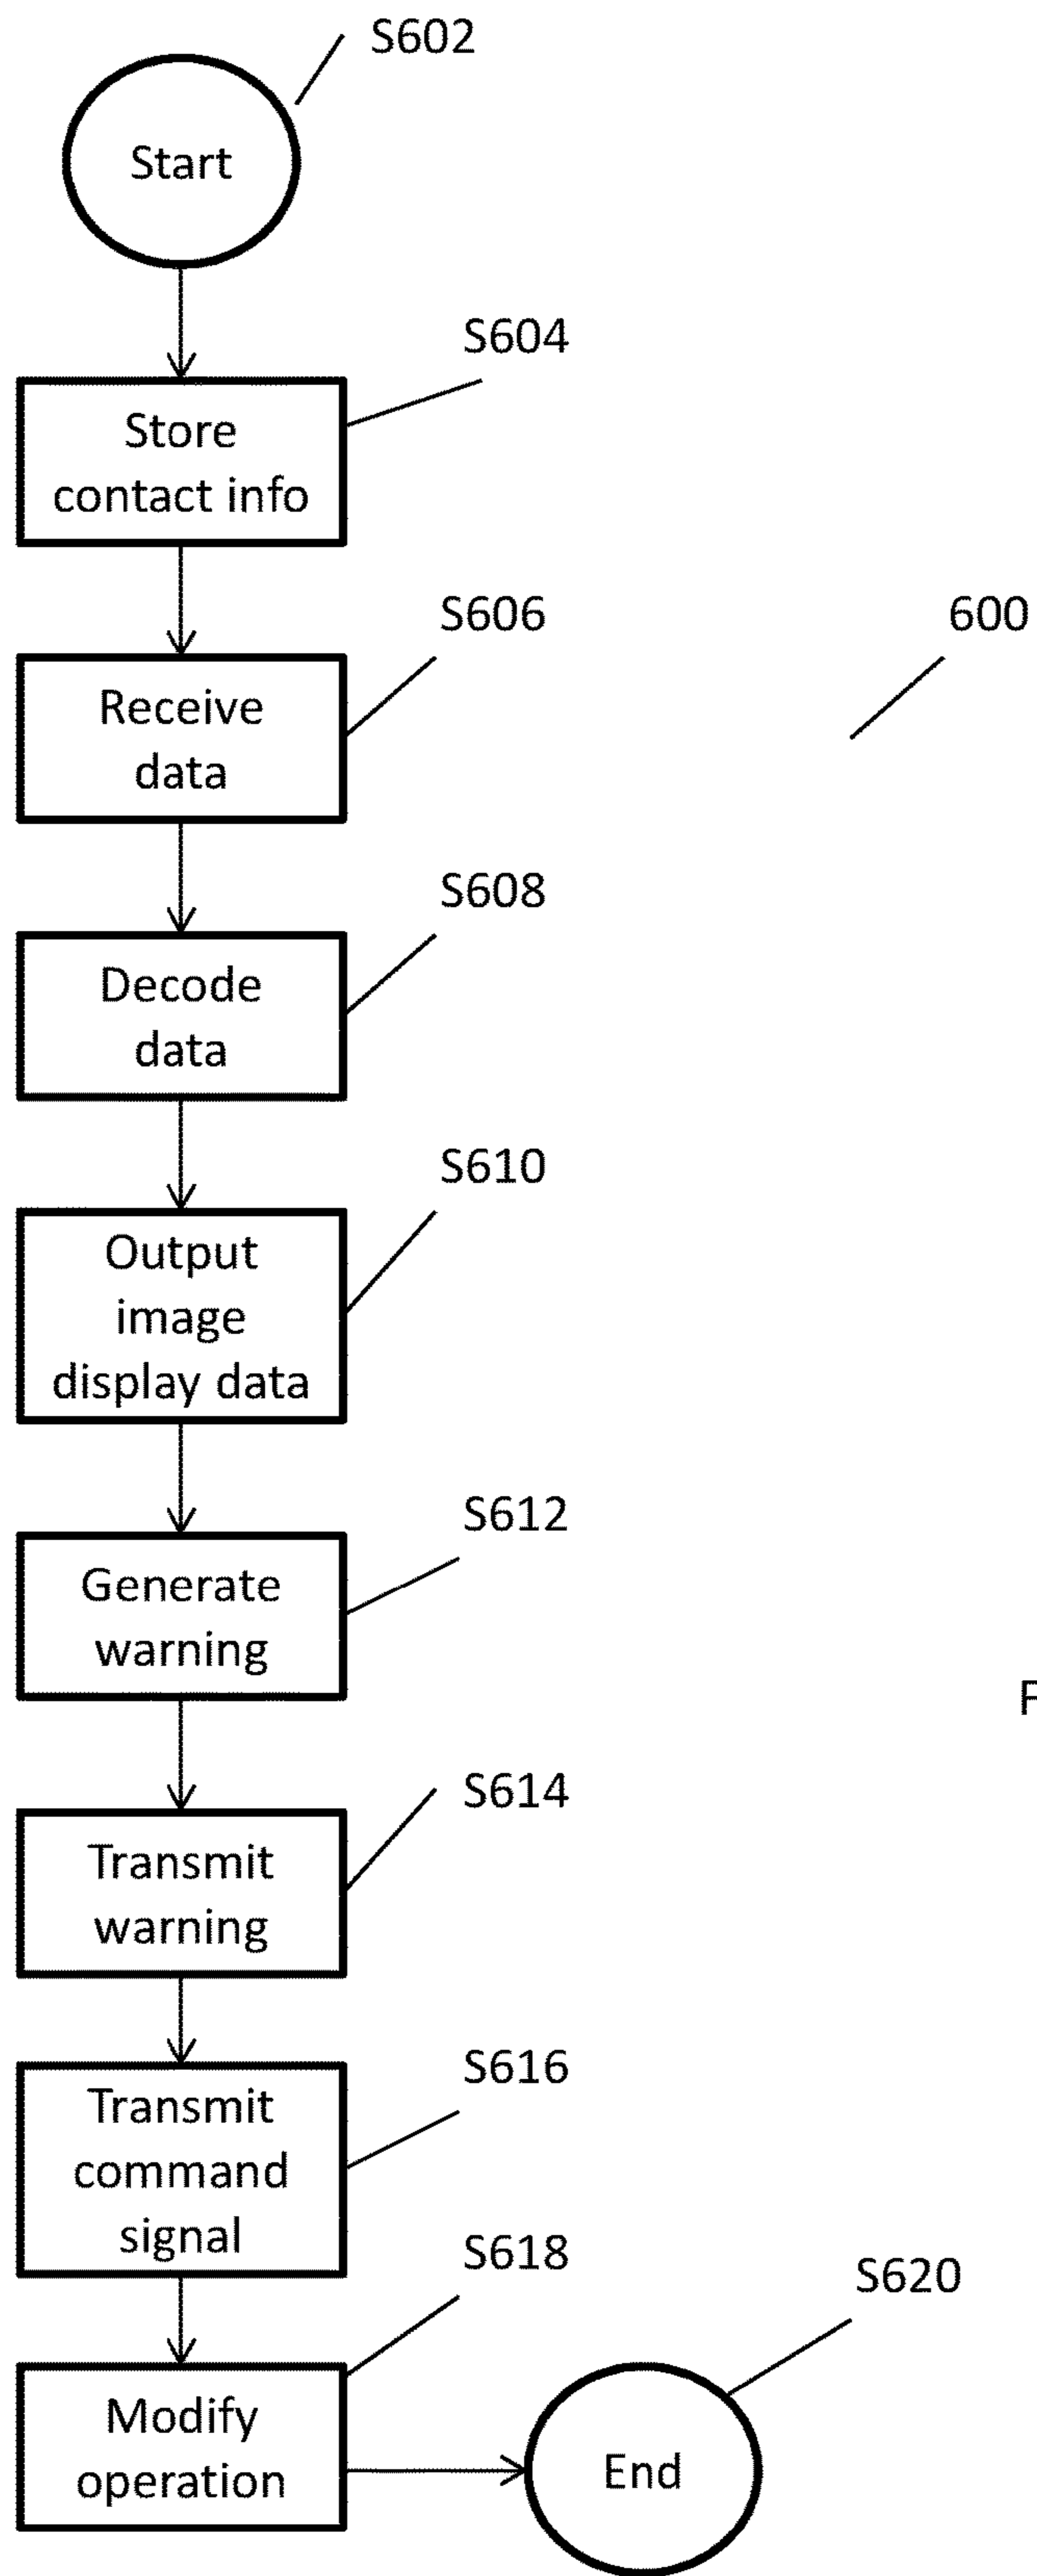 S602
Start
S604
Store
contact info
S606
600
Receive
data
S608
Decode
data
S610
Output
image
display data
S612
Generate
warning
F
S614
Transmit
warning
S616
Transmit
command
signal
S618
S620
Modify
operation
End